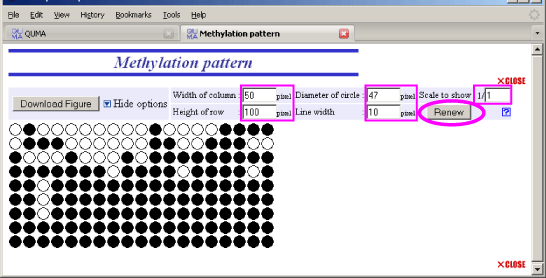 File Edit View History Bookmarks Tools Help
QUMA Methylation pattern
Methylation pattern
×CLOSE
Download Figure Hide options Width of column : 50 pixel Diameter of circle : 47 pixel Scale to show : 1/1
Height of row : 100 pixel Line width : 10 pixel Renew ?
×CLOSE